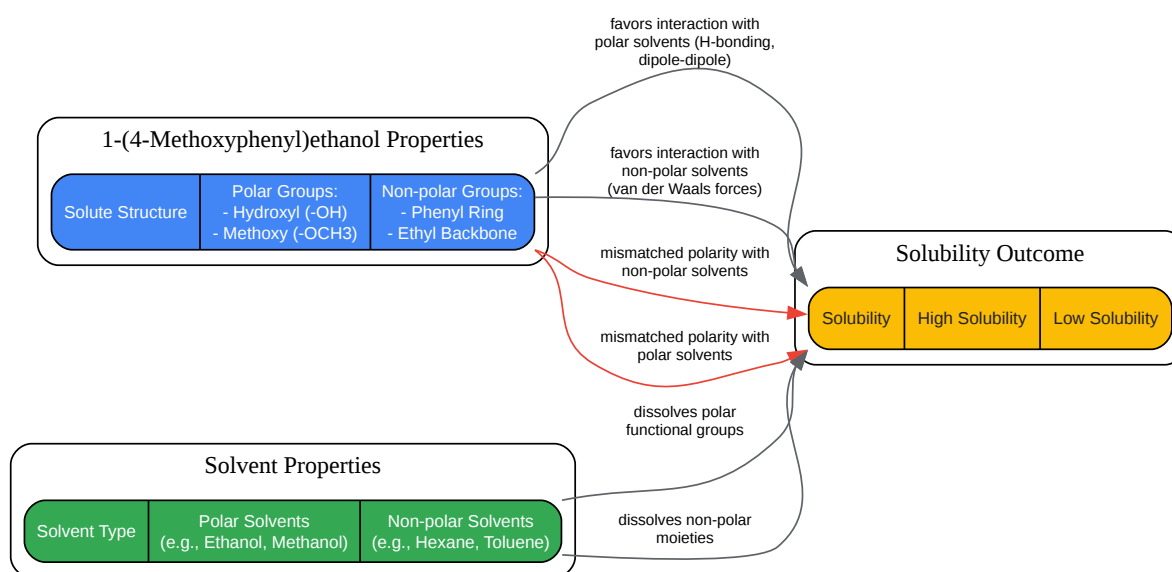 favors interaction with
polar solvents (H-bonding,
dipole-dipole)
1-(4-Methoxyphenyl)ethanol Properties
Solute Structure
Polar Groups:
- Hydroxyl (-OH)
- Methoxy (-OCH3)
Non-polar Groups:
- Phenyl Ring
- Ethyl Backbone
favors interaction with
non-polar solvents
(van der Waals forces)
mismatched polarity with
non-polar solvents
mismatched polarity with
polar solvents
Solubility Outcome
Solubility
High Solubility
Low Solubility
dissolves polar
functional groups
Solvent Properties
Solvent Type
Polar Solvents
(e.g., Ethanol, Methanol)
Non-polar Solvents
(e.g., Hexane, Toluene)
dissolves non-polar
moieties